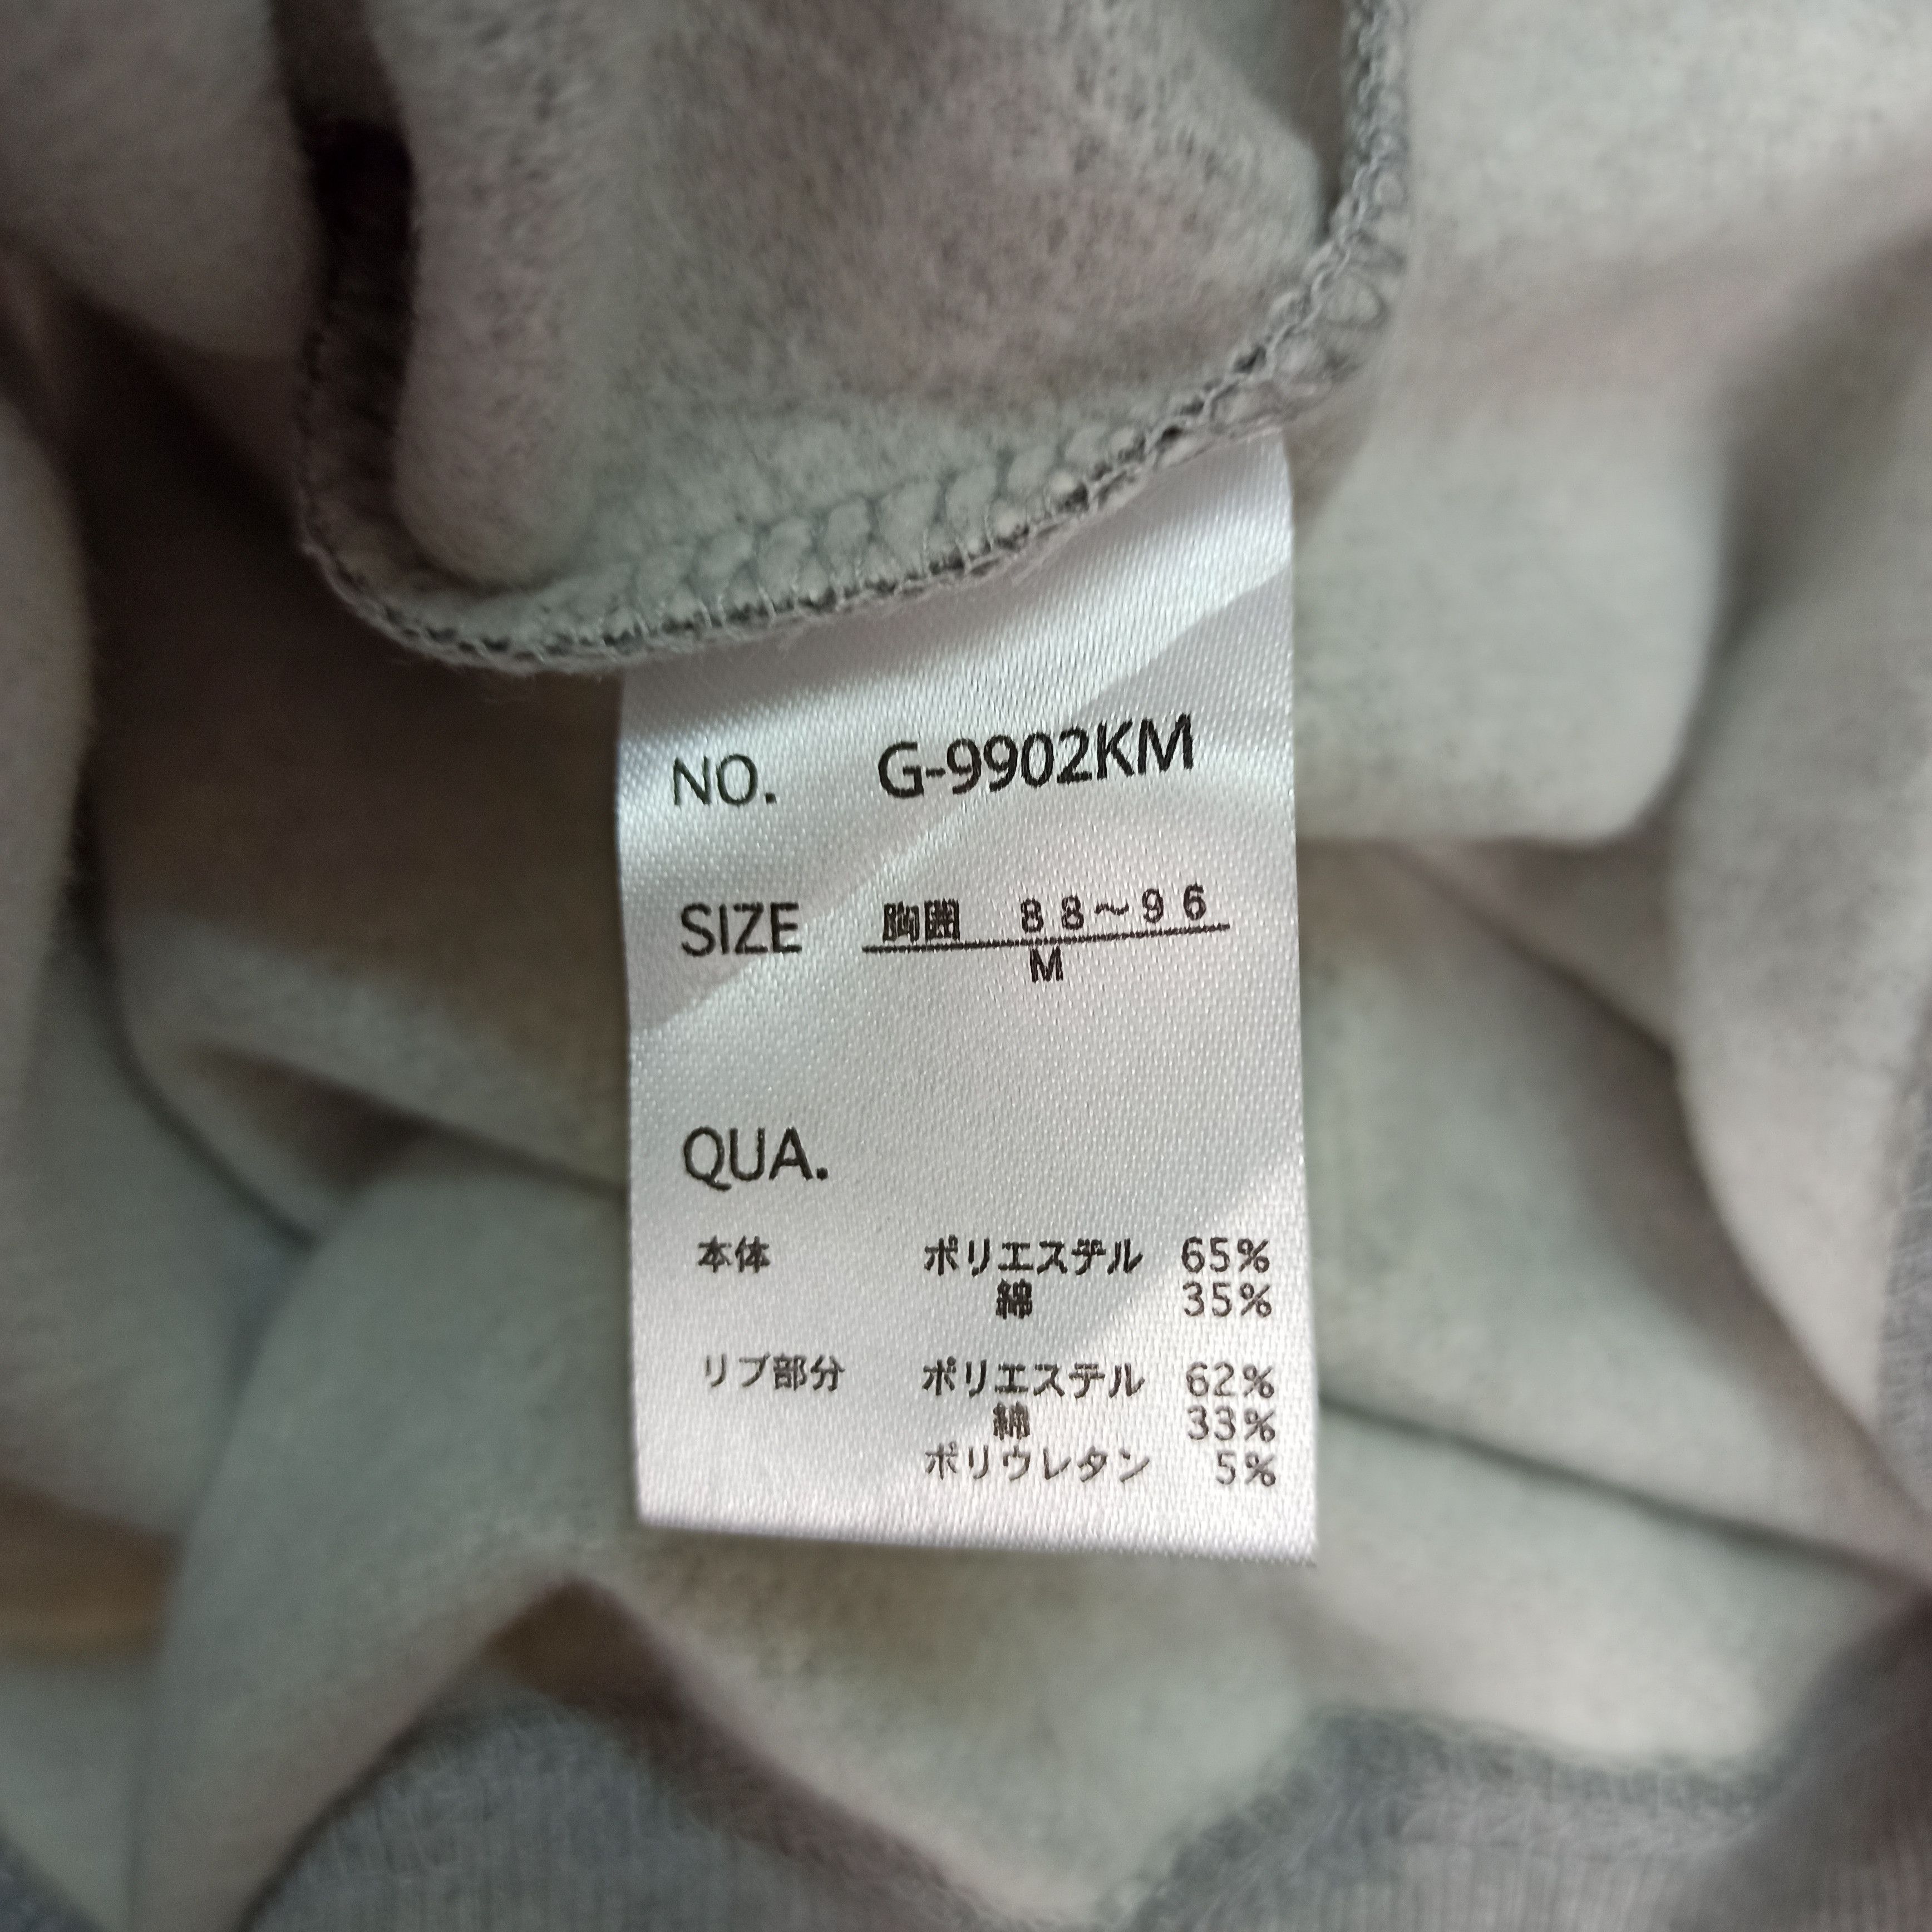 NO. G-9902KM
SIZE 胸囲 88～96
M
QUA.
本体 ポリエステル 65%
綿 35%
リブ部分 ポリエステル 62%
綿 33%
ポリウレタン 5%